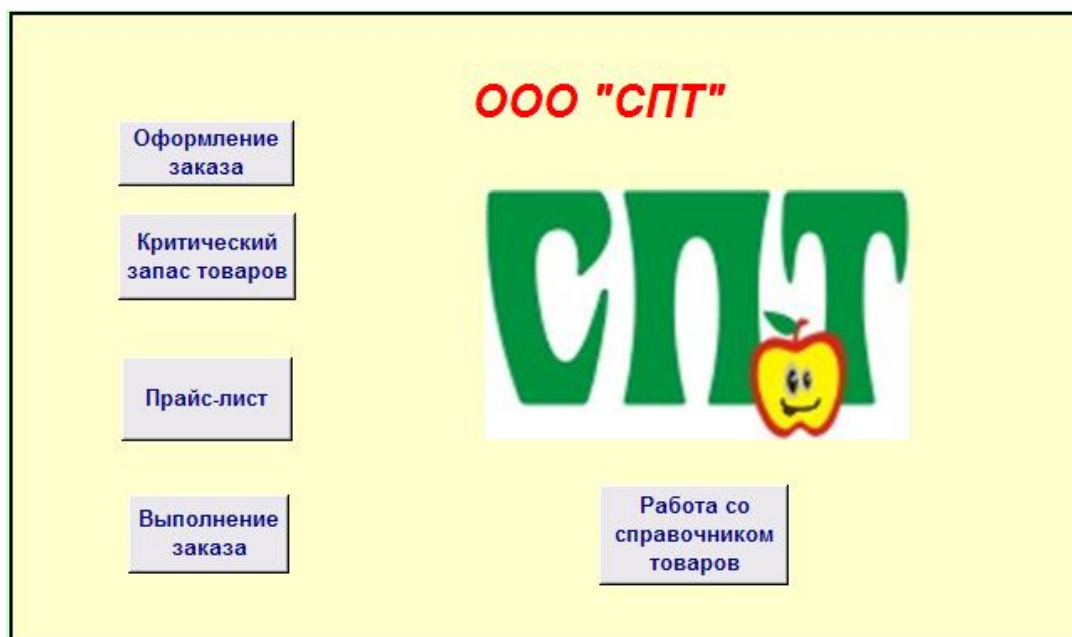 ООО "СПТ"
Оформление
заказа
Критический
запас товаров
СПТ
Прайс-лист
Выполнение
заказа
Работа со
справочником
товаров